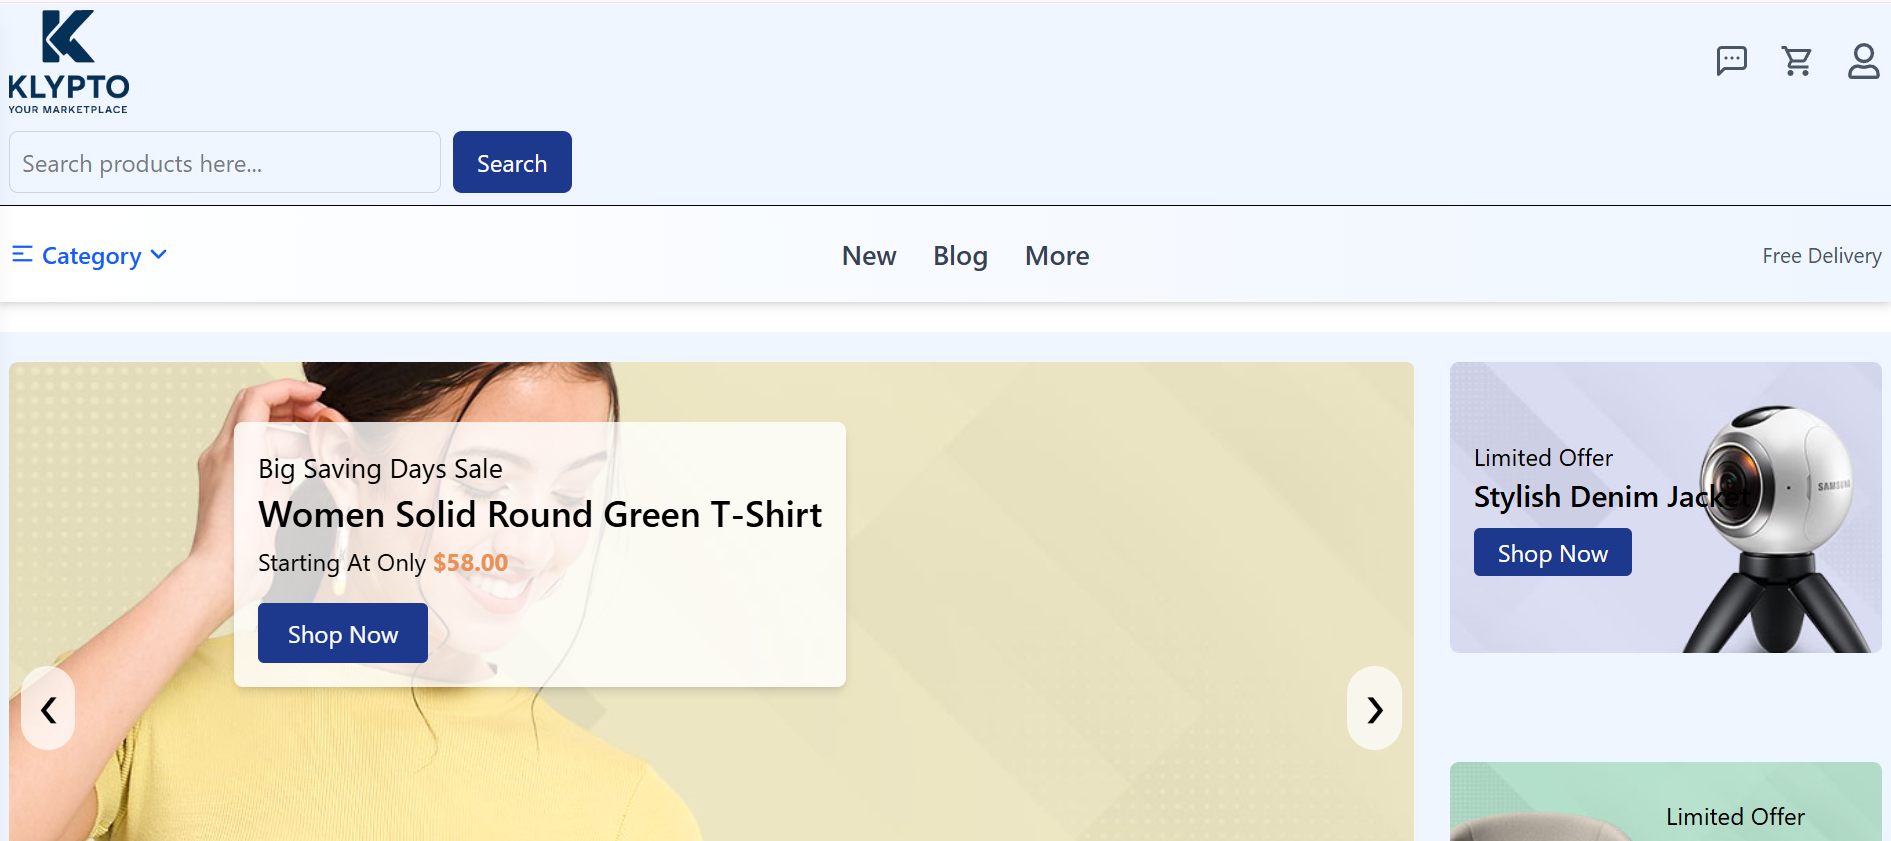 KLYPTO
YOUR MARKETPLACE
Search products here...
Search
Category
New
Blog
More
Free Delivery
Big Saving Days Sale
Women Solid Round Green T-Shirt
Starting At Only $58.00
Shop Now
Limited Offer
Stylish Denim Jacket
SAMSUNG
Shop Now
Limited Offer